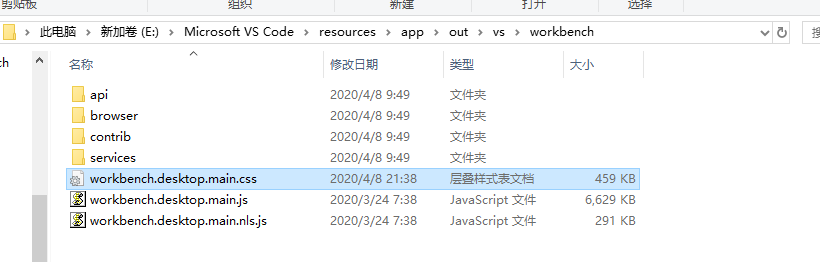 剪贴板 组织 新建 打开 选择
此电脑 > 新加卷 (E:) > Microsoft VS Code > resources > app > out > vs > workbench
名称 修改日期 类型 大小
api 2020/4/8 9:49 文件夹
browser 2020/4/8 9:49 文件夹
contrib 2020/4/8 9:49 文件夹
services 2020/4/8 9:49 文件夹
workbench.desktop.main.css 2020/4/8 21:38 层叠样式表文档 459 KB
workbench.desktop.main.js 2020/3/24 7:38 JavaScript 文件 6,629 KB
workbench.desktop.main.nls.js 2020/3/24 7:38 JavaScript 文件 291 KB